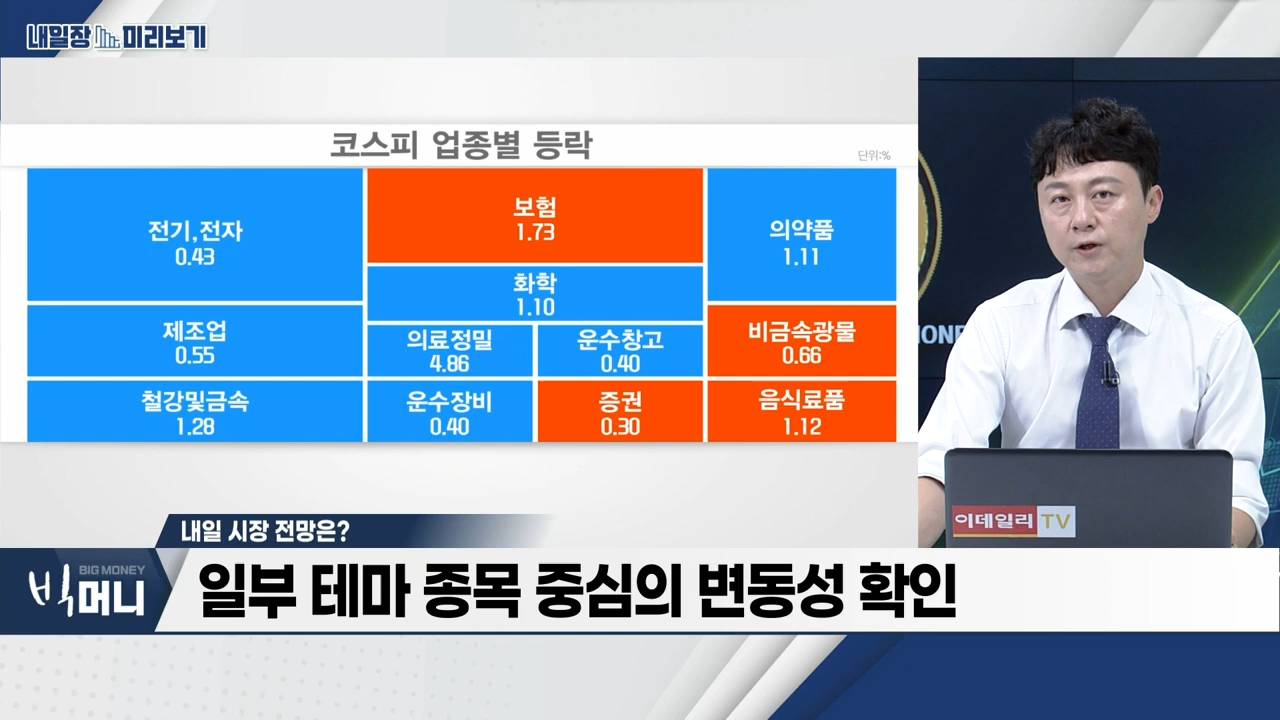 내일장 미리보기
코스피 업종별 등락
단위:%
전기,전자
0.43
보험
1.73
의약품
1.11
화학
1.10
제조업
0.55
의료정밀
4.86
운수창고
0.40
비금속광물
0.66
철강및금속
1.28
운수장비
0.40
증권
0.30
음식료품
1.12
이데일리 TV
내일 시장 전망은?
BIG MONEY
빅머니
일부 테마 종목 중심의 변동성 확인